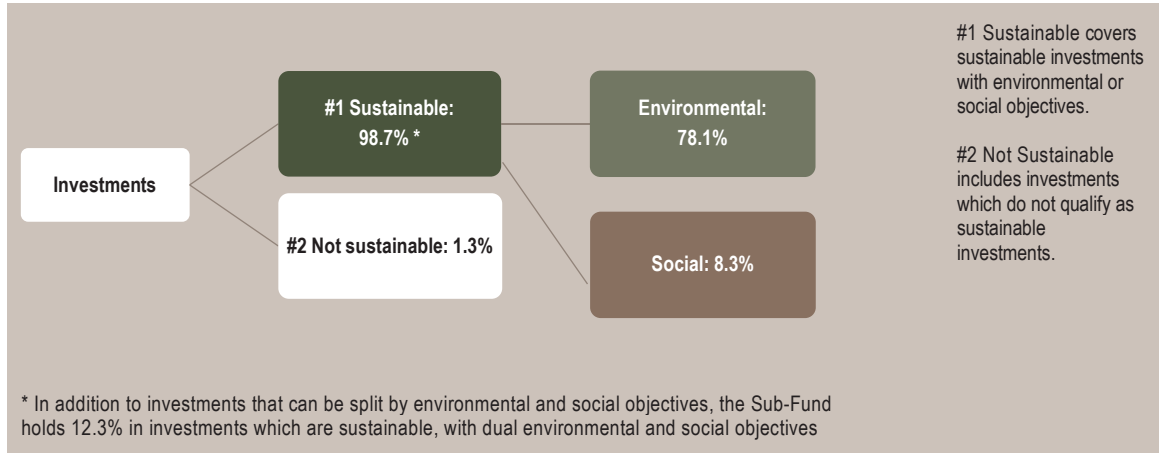 Investments
#1 Sustainable:
98.7% *
#2 Not sustainable: 1.3%
Environmental:
78.1%
Social: 8.3%
#1 Sustainable covers
sustainable investments
with environmental or
social objectives.
#2 Not Sustainable
includes investments
which do not qualify as
sustainable
investments.
* In addition to investments that can be split by environmental and social objectives, the Sub-Fund
holds 12.3% in investments which are sustainable, with dual environmental and social objectives